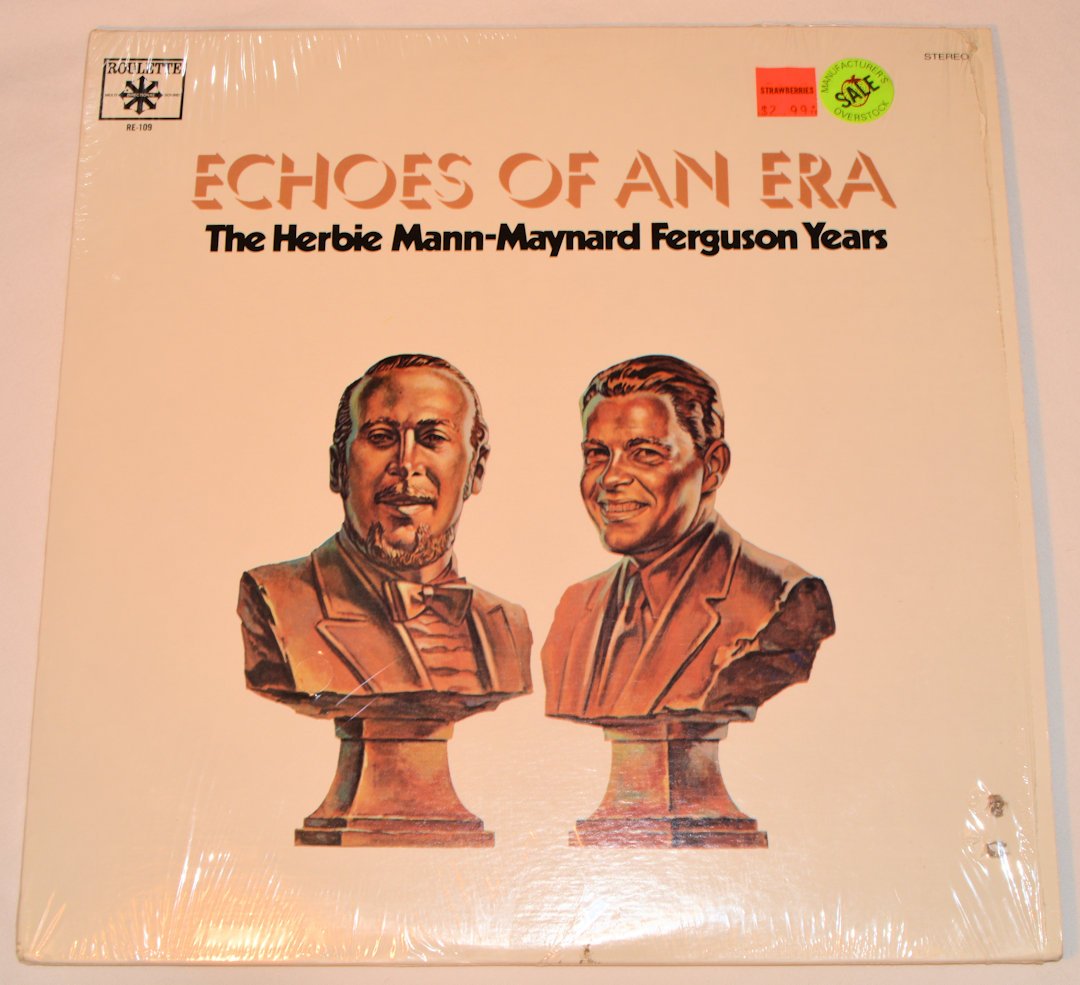 ROULETTE
RE-109
STEREO
STRAWBERRIES
$2.99
MANUFACTURER'S
SALE
OVERSTOCK
ECHOES OF AN ERA
The Herbie Mann-Maynard Ferguson Years